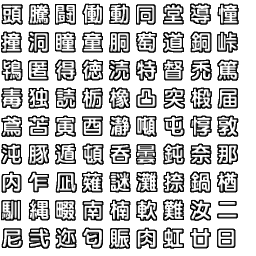 頭騰闘働動同堂導憧
撞洞瞳童胴萄道銅峠
鴇匿得徳涜特督禿篤
毒独読栃橡凸突椴届
鳶苫寅酉瀞噸屯惇敦
沌豚遁頓呑曇鈍奈那
内乍凪薙謎灘捺鍋楢
馴縄畷南楠軟難汝二
尼弐迩匂賑肉虹廿日